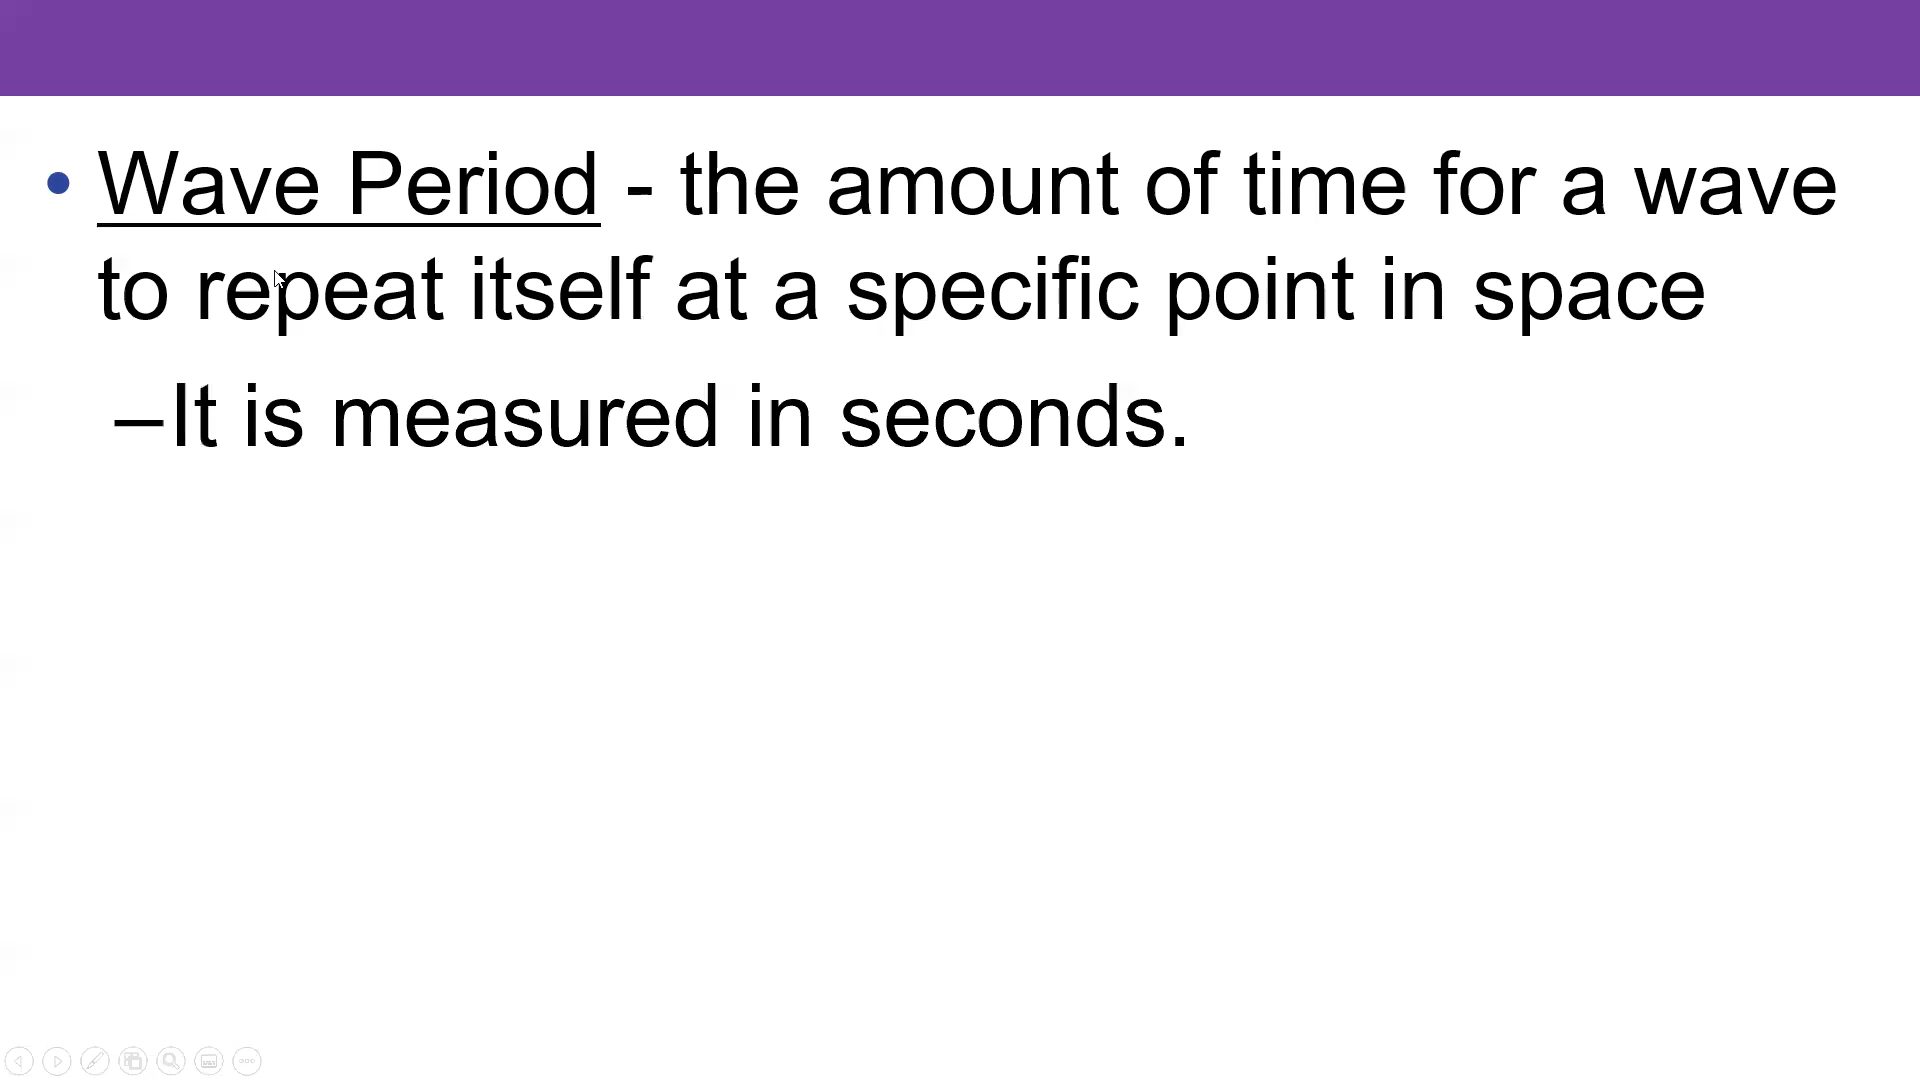 • Wave Period - the amount of time for a wave
to repeat itself at a specific point in space
–It is measured in seconds.